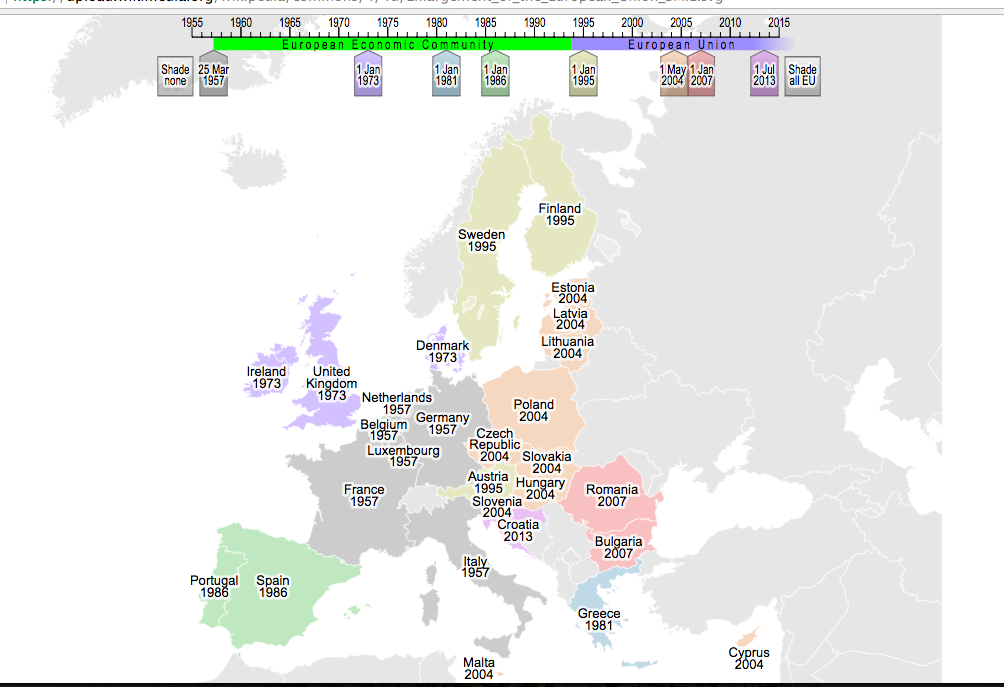 1955 1960 1965 1970 1975 1980 1985 1990 1995 2000 2005 2010 2015
European Economic Community European Union
Shade
none
25 Mar
1957
1 Jan
1973
1 Jan
1981
1 Jan
1986
1 Jan
1995
1 May
2004
1 Jan
2007
1 Jul
2013
Shade
all EU
Finland
1995
Sweden
1995
Estonia
2004
Latvia
2004
Lithuania
2004
Denmark
1973
Ireland
1973
United
Kingdom
1973
Netherlands
1957
Belgium
1957
Luxembourg
1957
Germany
1957
Poland
2004
Czech
Republic
2004
Slovakia
2004
Austria
1995
Hungary
2004
Slovenia
2004
Croatia
2013
France
1957
Romania
2007
Bulgaria
2007
Italy
1957
Portugal
1986
Spain
1986
Greece
1981
Cyprus
2004
Malta
2004